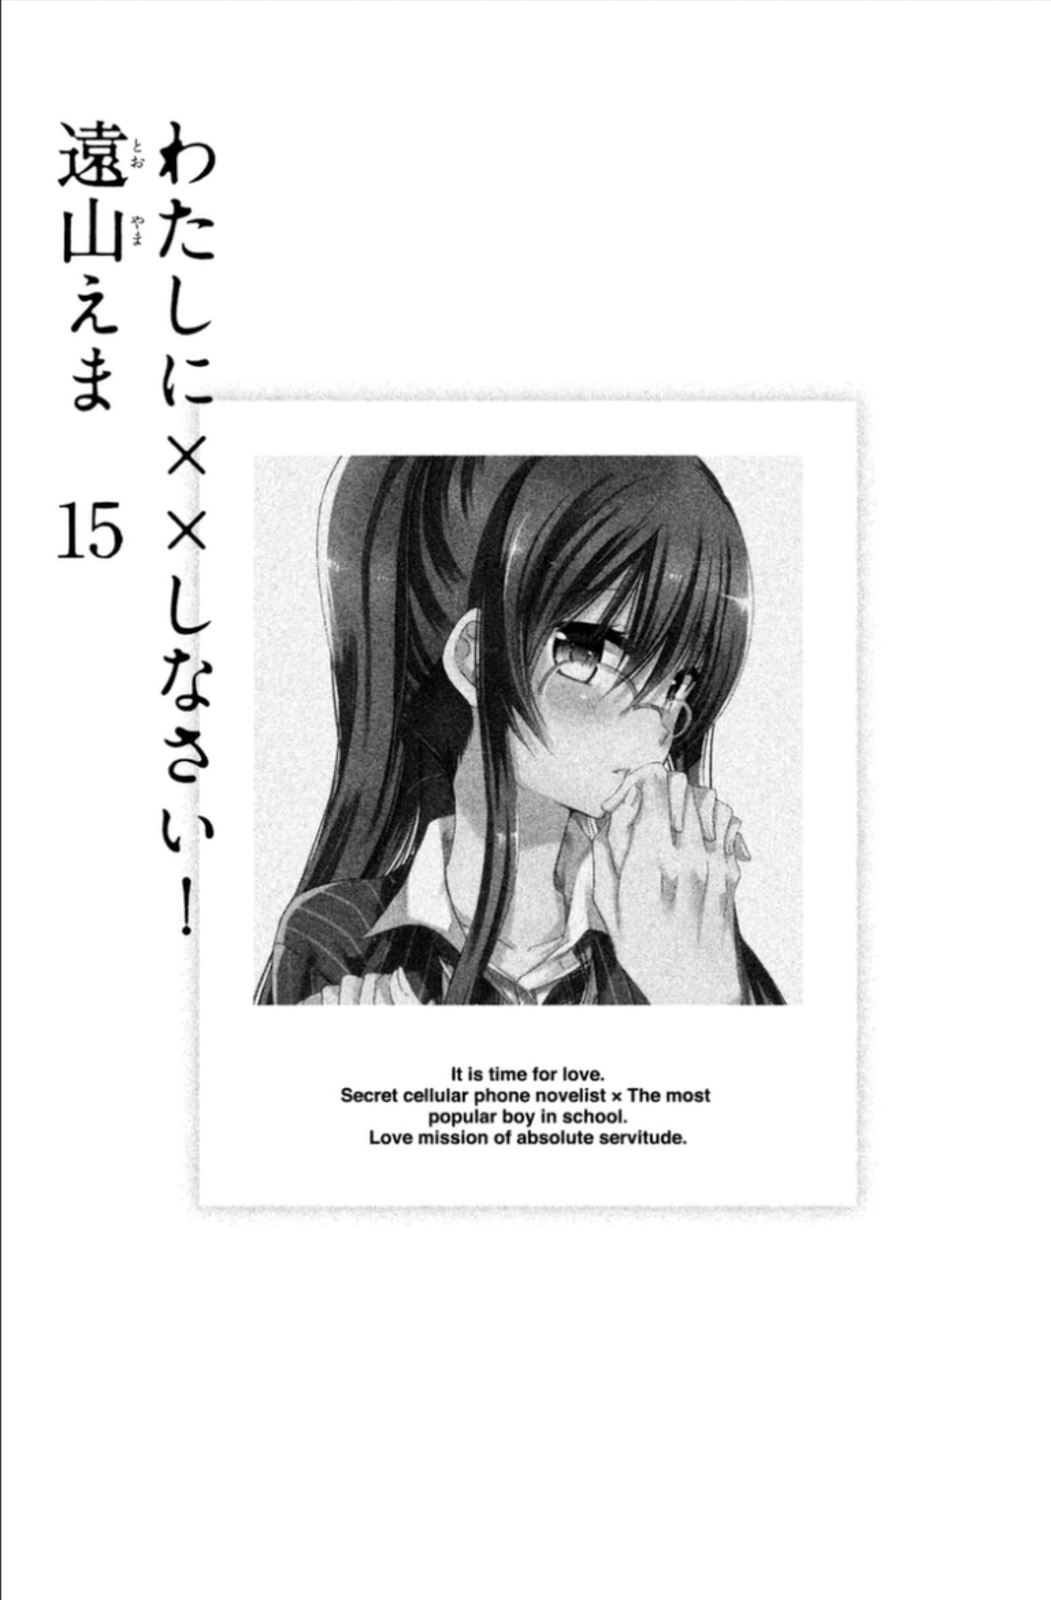 わたしに××しなさい！
遠山えま 15
とお
やま
It is time for love.
Secret cellular phone novelist × The most
popular boy in school.
Love mission of absolute servitude.